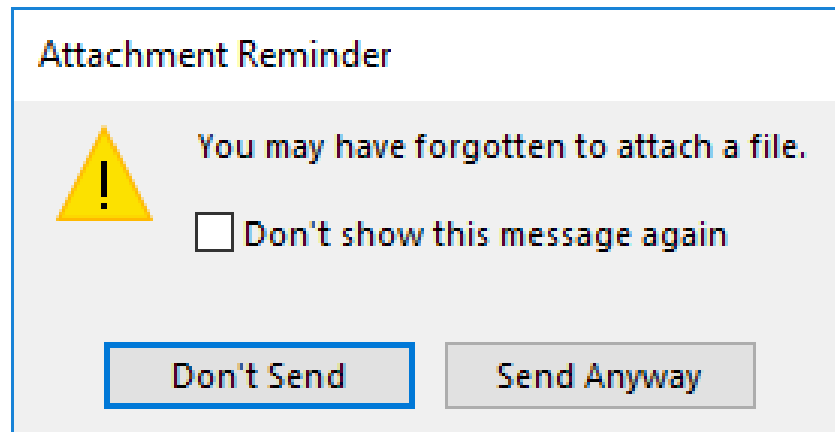 Attachment Reminder
You may have forgotten to attach a file.
Don't show this message again
Don't Send Send Anyway